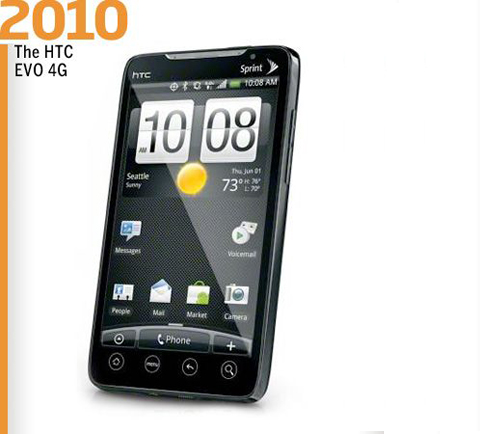 2010
The HTC
EVO 4G
hTC
Sprint
10:08 AM
10 08
AM
Seattle
Sunny
Thu, Jun 01
73° H: 76°
L: 70°
Messages
Voicemail
People
Mail
Market
Camera
Phone
MENU